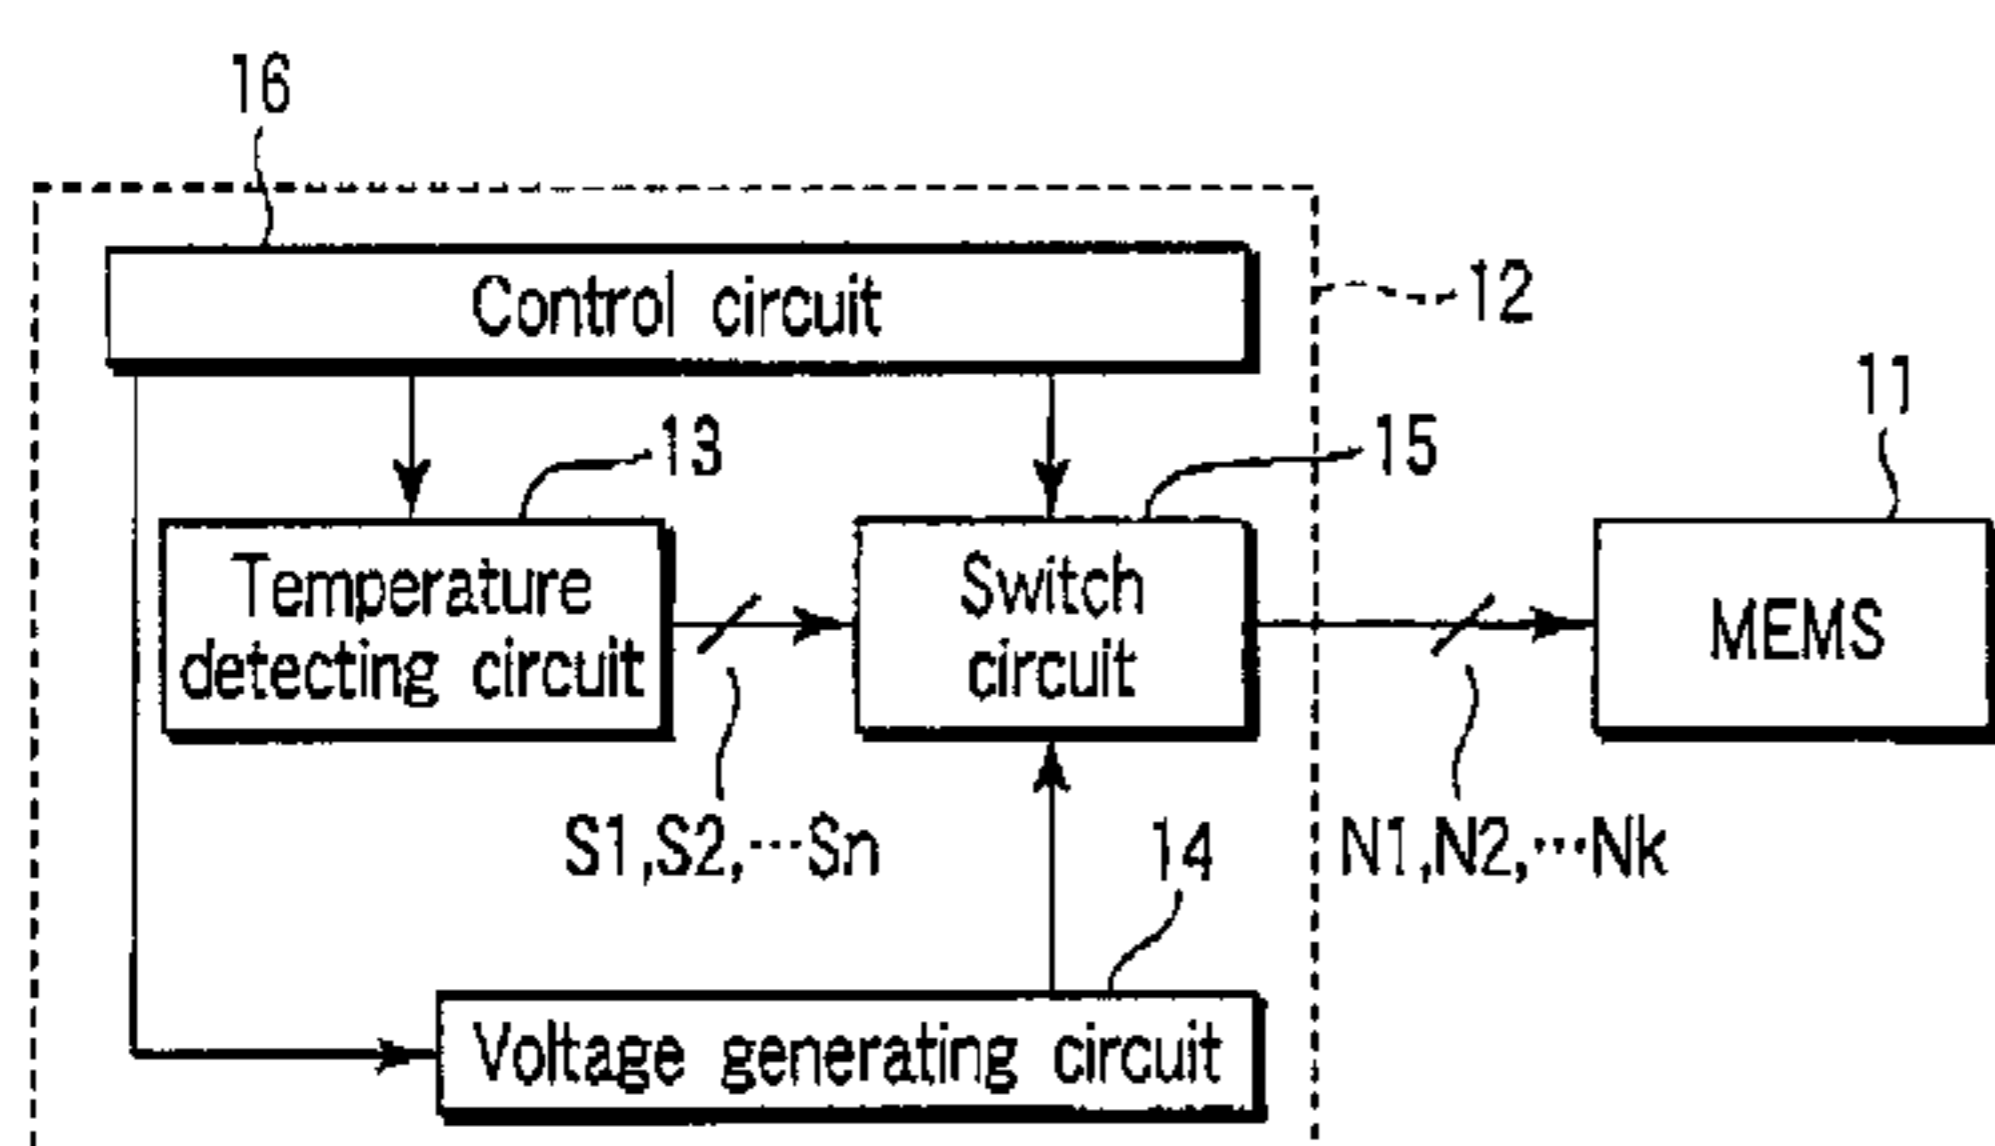 16
Control circuit
12
11
13
15
Temperature
detecting circuit
Switch
circuit
MEMS
S1,S2,···Sn
14
N1,N2,···Nk
Voltage generating circuit